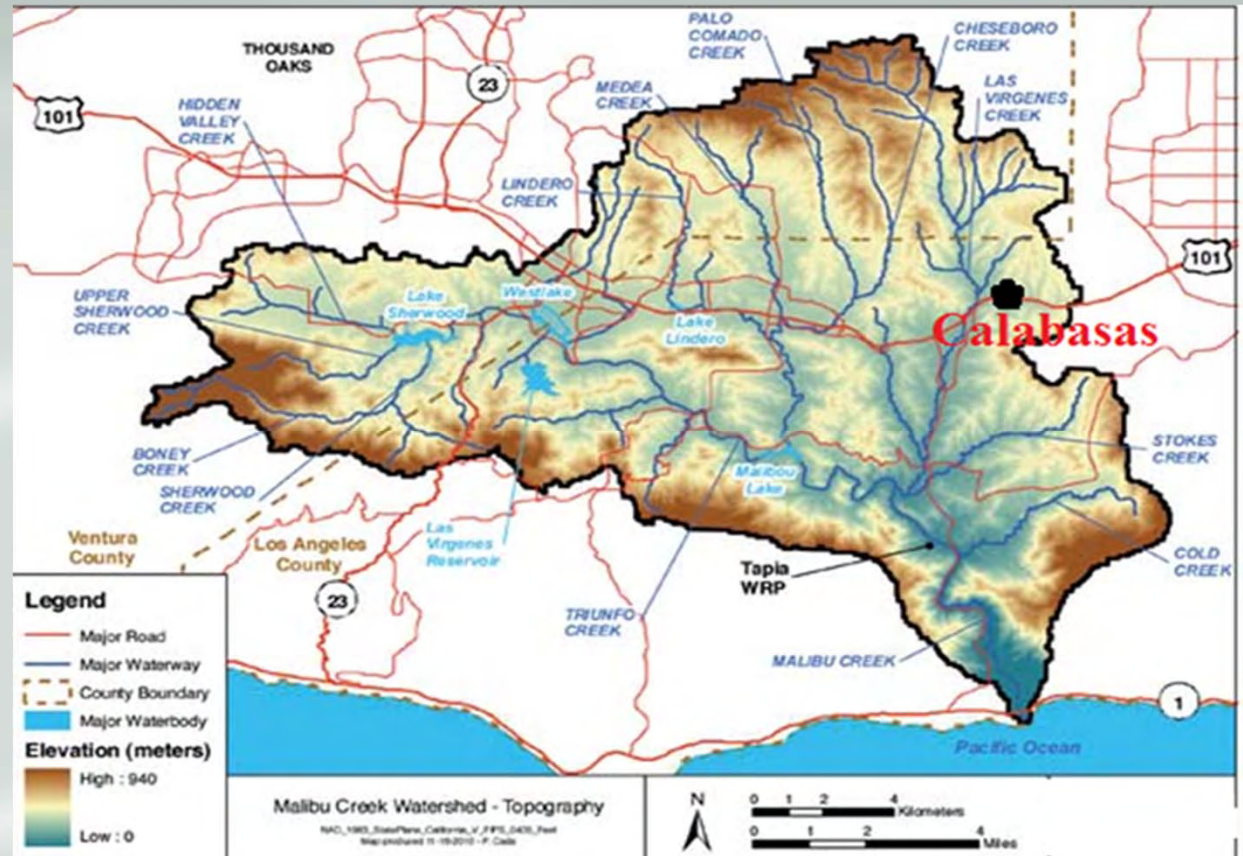 PALO
COMADO
CREEK
CHESEBORO
CREEK
THOUSAND
OAKS
23
MEDEA
CREEK
LAS
VIRGENES
CREEK
101
HIDDEN
VALLEY
CREEK
LINDERO
CREEK
101
UPPER
SHERWOOD
CREEK
Lake
Sherwood
Westlake
Lake
Lindero
Calabasas
BONEY
CREEK
SHERWOOD
CREEK
Malibou
Lake
STOKES
CREEK
Ventura
County
Los Angeles
County
Las
Virgenes
Reservoir
Tapia
WRP
COLD
CREEK
23
TRIUNFO
CREEK
MALIBU CREEK
1
Pacific Ocean
Legend
Major Road
Major Waterway
County Boundary
Major Waterbody
Elevation (meters)
High : 940
Low : 0
Malibu Creek Watershed - Topography
N
0 1 2 4
Kilometers
0 1 2 4
Miles